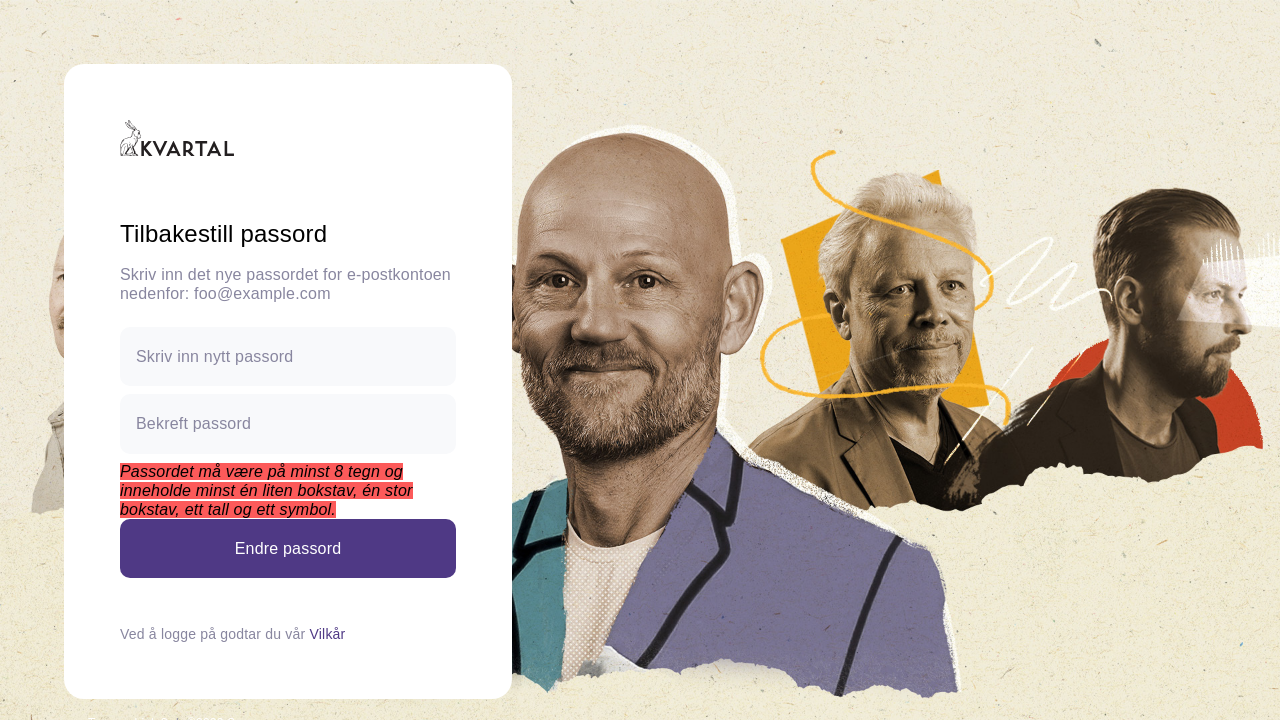 KVARTAL
Tilbakestill passord
Skriv inn det nye passordet for e-postkontoen
nedenfor: foo@example.com
Skriv inn nytt passord
Bekreft passord
Passordet må være på minst 8 tegn og
inneholde minst én liten bokstav, én stor
bokstav, ett tall og ett symbol.
Endre passord
Ved å logge på godtar du vår Vilkår